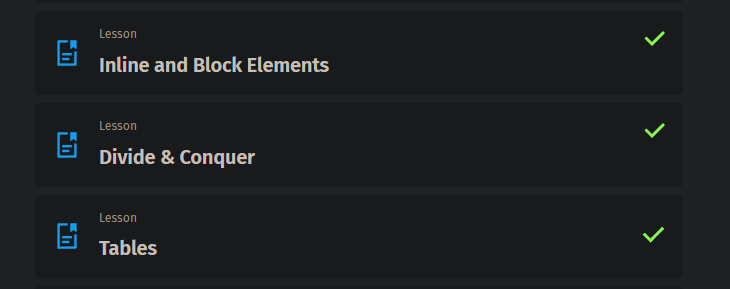 Lesson
Inline and Block Elements
Lesson
Divide & Conquer
Lesson
Tables